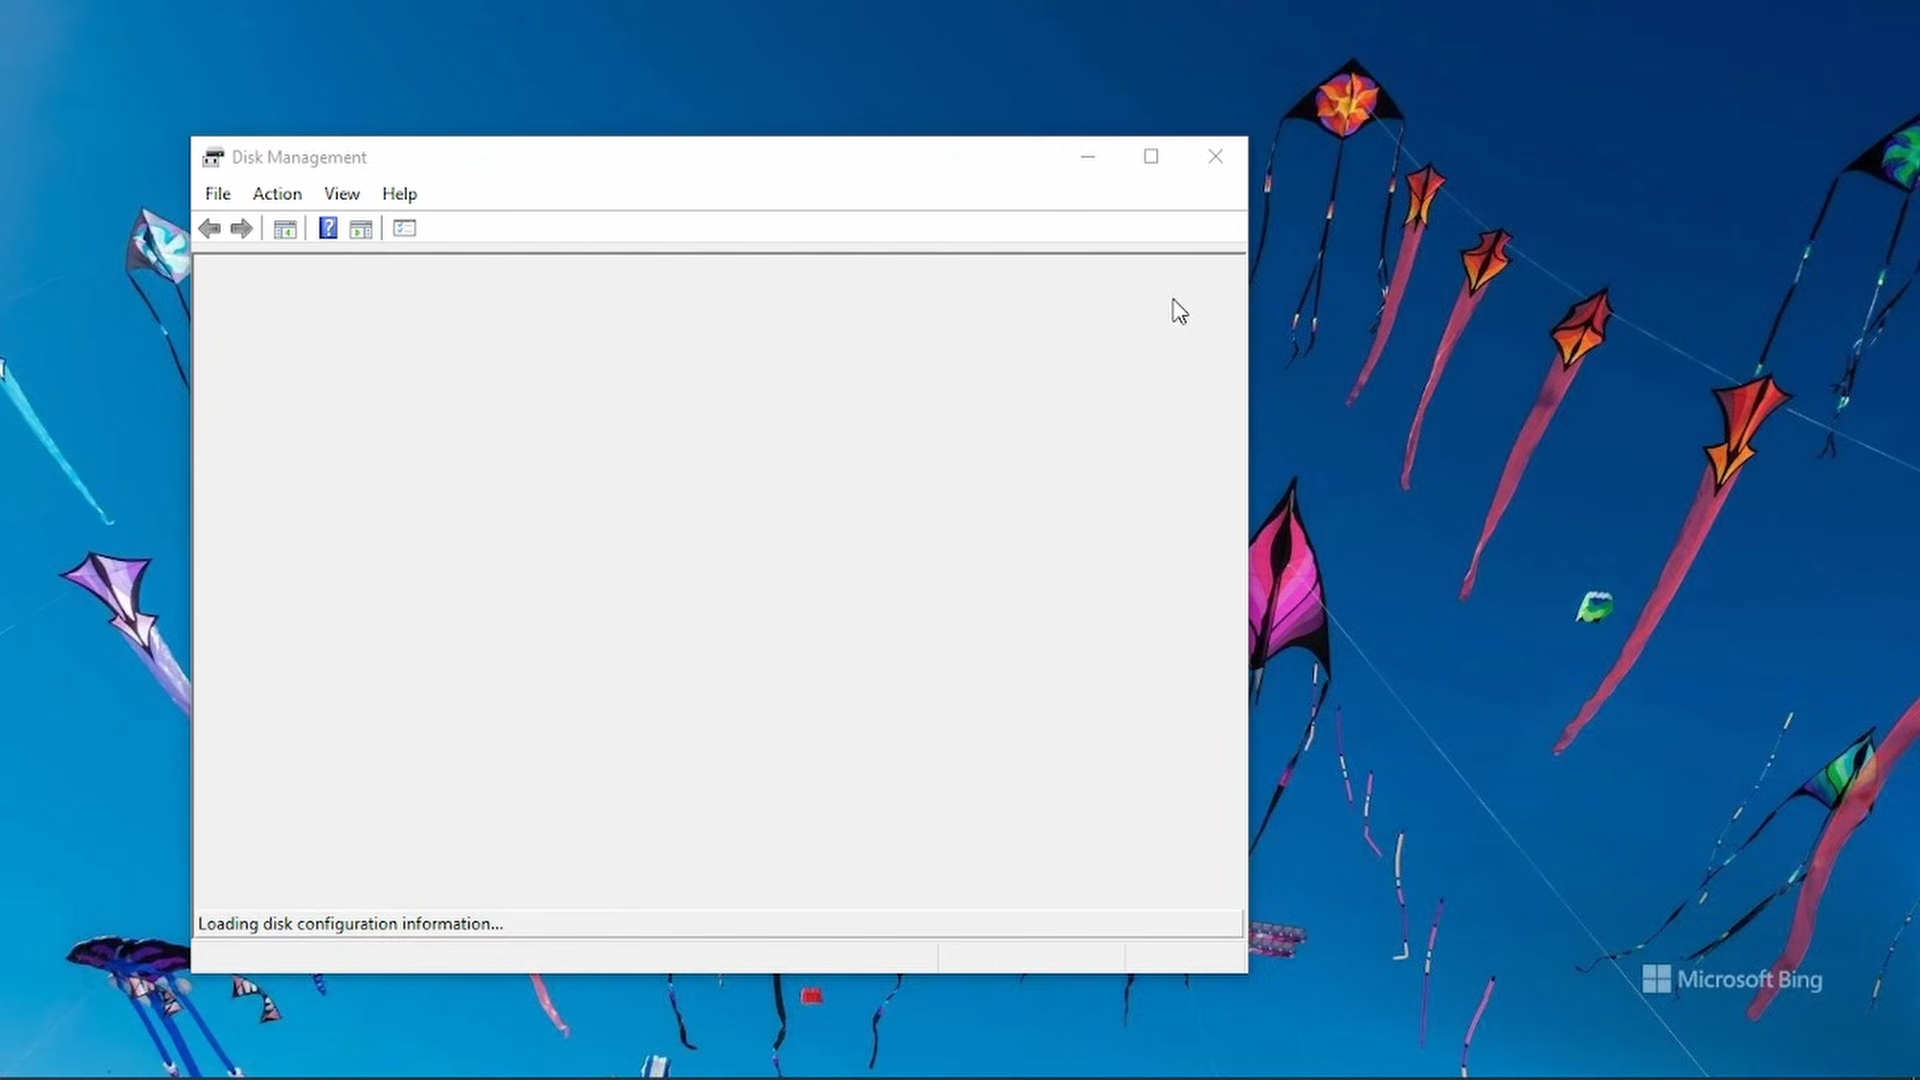 Disk Management
File Action View Help
?
Loading disk configuration information...
Microsoft Bing